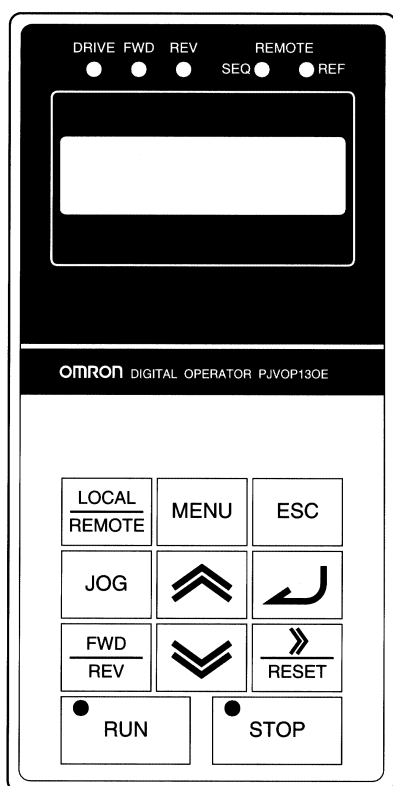 DRIVE FWD REV REMOTE
SEQ REF
OMRON DIGITAL OPERATOR PJVOP130E
LOCAL
REMOTE
MENU
ESC
JOG
FWD
REV
RESET
RUN
STOP